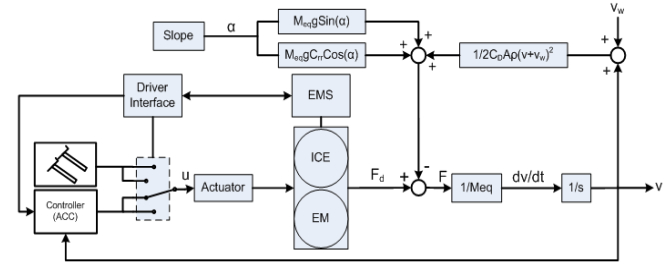 Slope
α
MeqgSin(α)
MeqgCrrCos(α)
+
+
+
1/2CDAρ(v+vw)²
vw
+
+
Driver
Interface
EMS
ICE
EM
Controller
(ACC)
u
Actuator
Fd
+
-
F
1/Meq
dv/dt
1/s
v